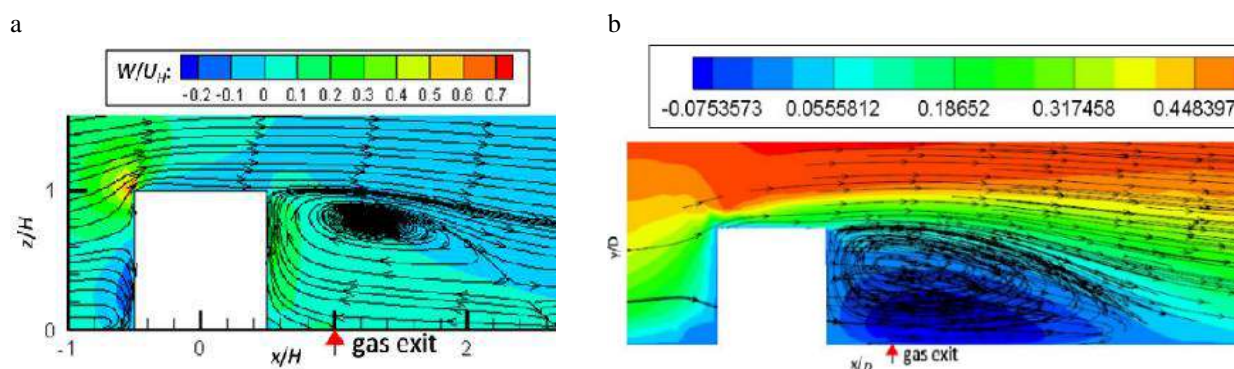 a
b
W/U_H:
-0.2 -0.1 0 0.1 0.2 0.3 0.4 0.5 0.6 0.7
-0.0753573 0.0555812 0.18652 0.317458 0.448397
1
z/H
0
-1 0 2
x/H
gas exit
y/D
x/D
gas exit